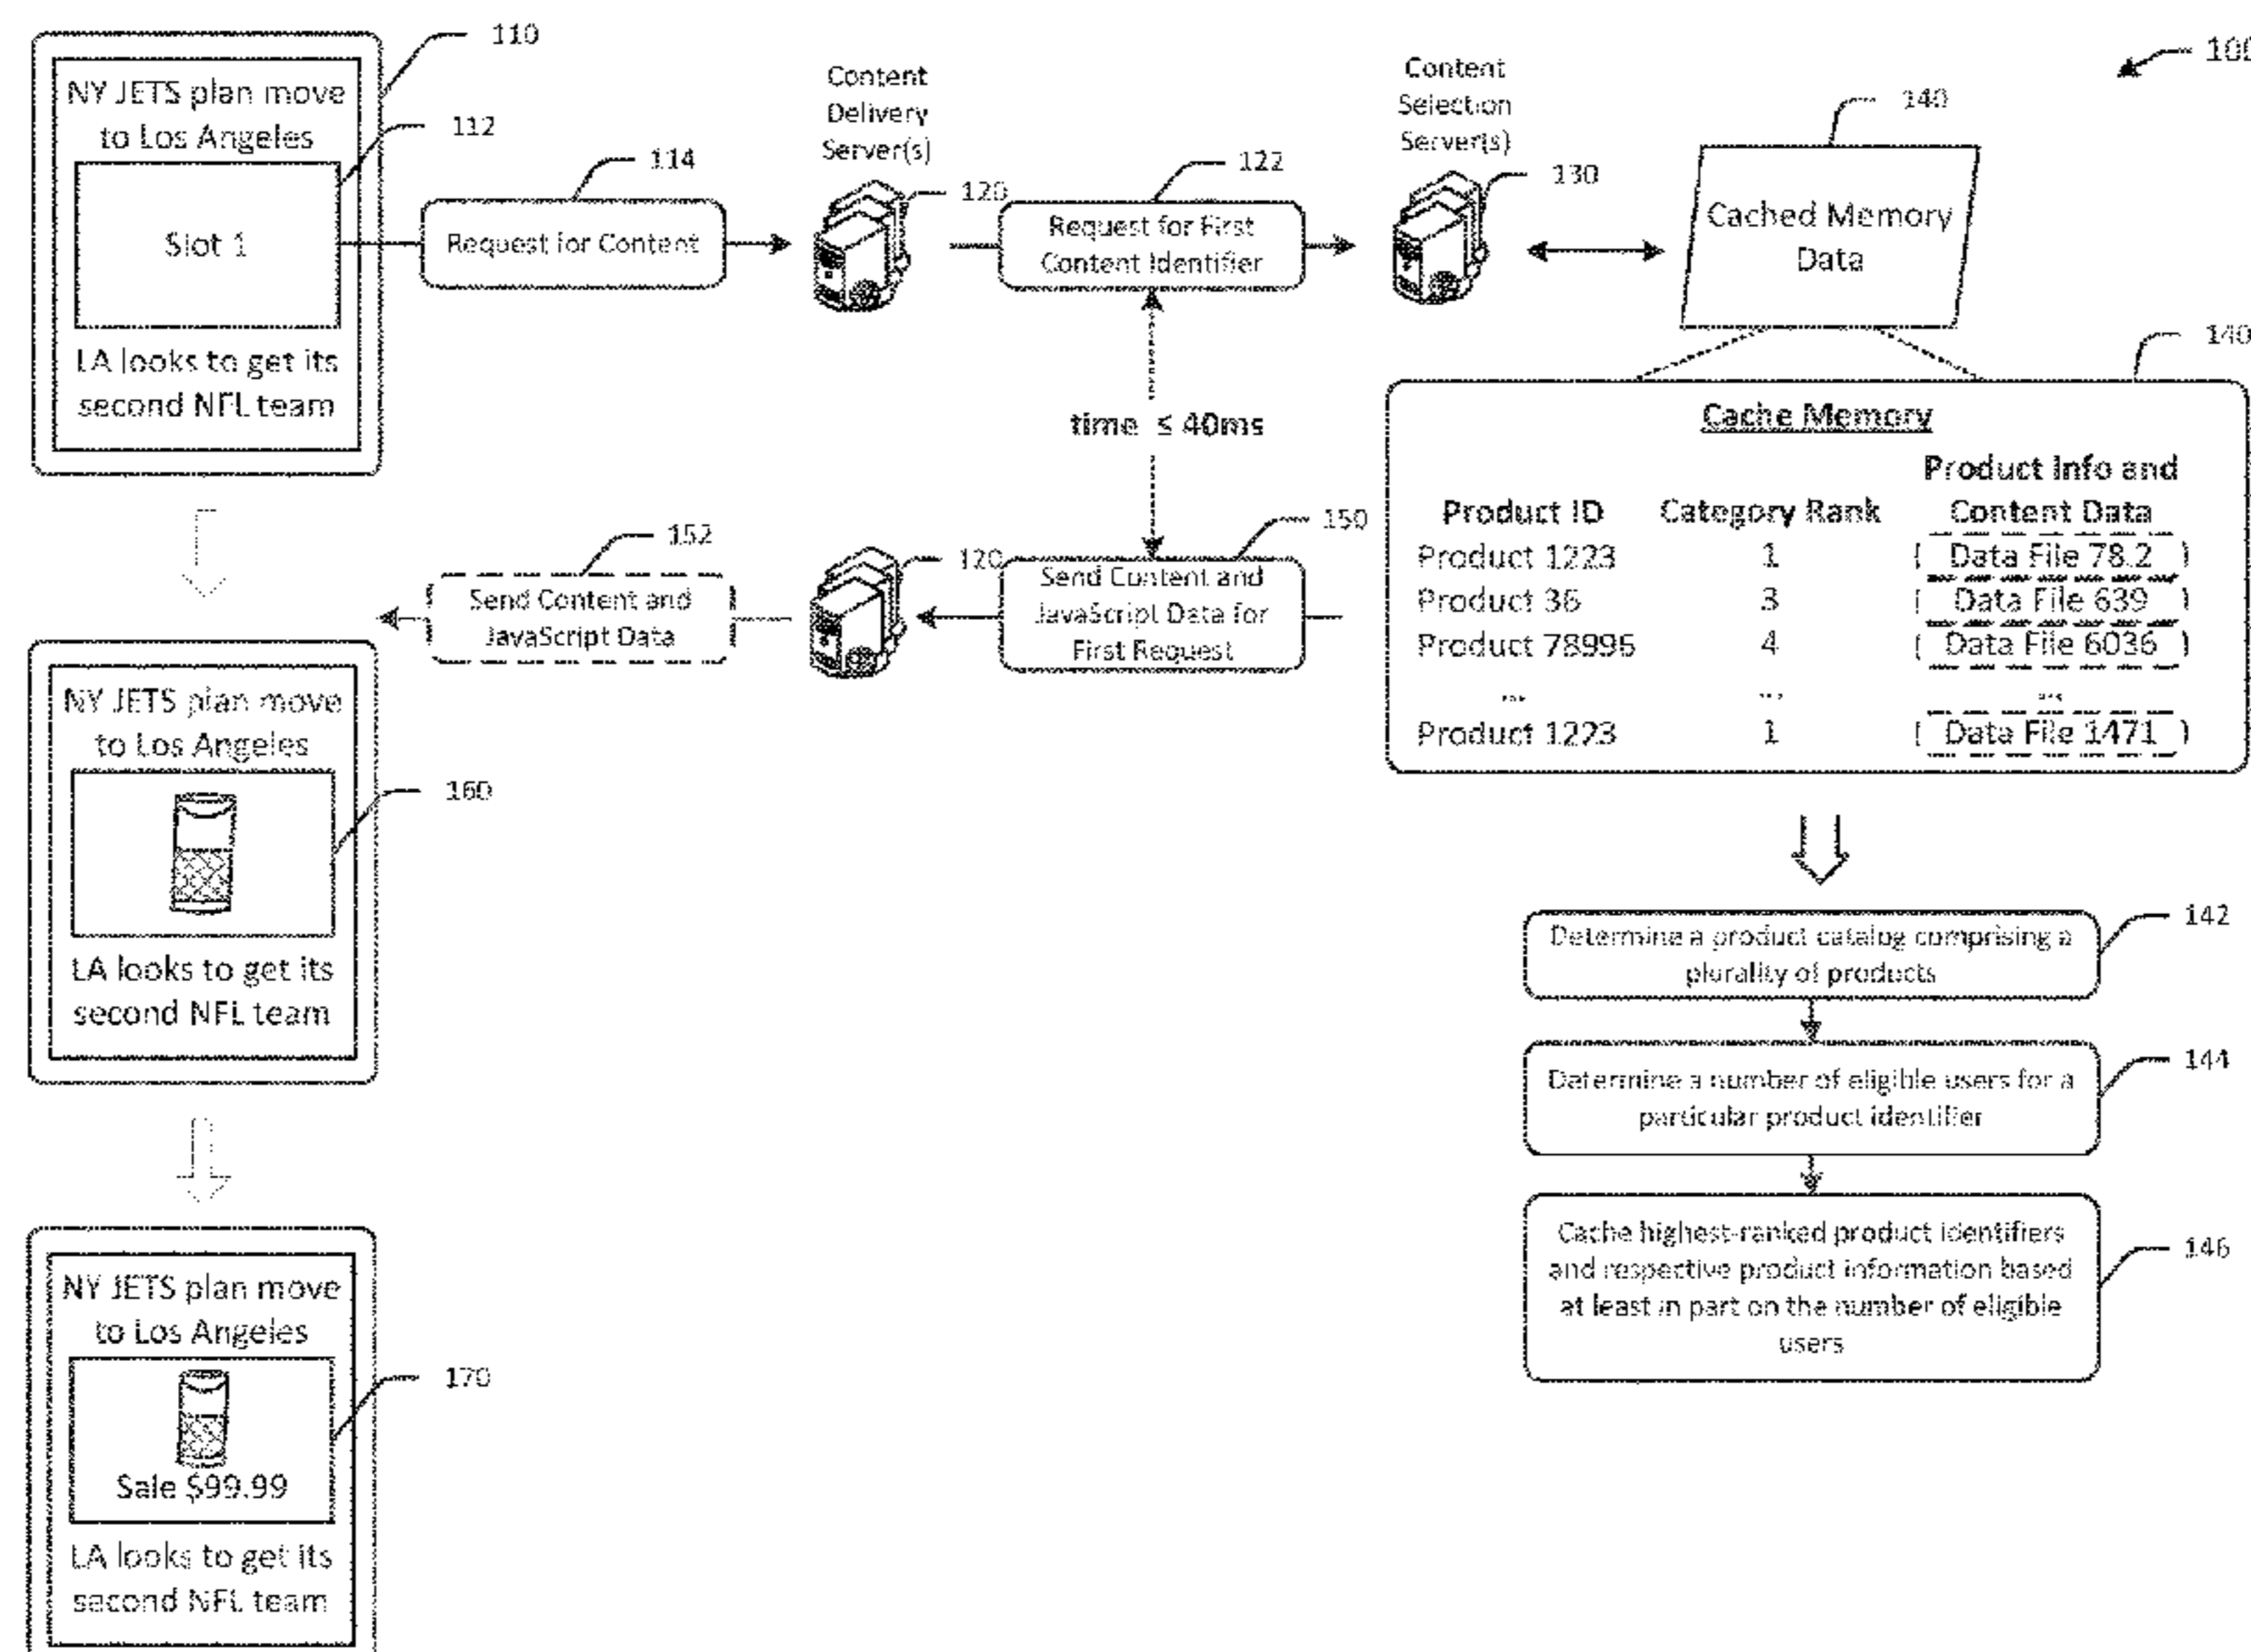 110
NY JETS plan move
to Los Angeles
112
Slot 1
LA looks to get its
second NFL team
114
Request for Content
Content
Delivery
Server(s)
120
122
Request for First
Content Identifier
Content
Selection
Server(s)
130
100
140
Cached Memory
Data
time ≤ 40ms
140
Cache Memory
Product ID Category Rank Product Info and
Content Data
Product 1223 1 Data File 78.2
Product 36 3 Data File 639
Product 78996 4 Data File 6036
... ... ...
Product 1223 1 Data File 1471
152
Send Content and
JavaScript Data
120
150
Send Content and
JavaScript Data for
First Request
NY JETS plan move
to Los Angeles
160
LA looks to get its
second NFL team
142
Determine a product catalog comprising a
plurality of products
144
Determine a number of eligible users for a
particular product identifier
146
Cache highest-ranked product identifiers
and respective product information based
at least in part on the number of eligible
users
NY JETS plan move
to Los Angeles
170
Sale $99.99
LA looks to get its
second NFL team